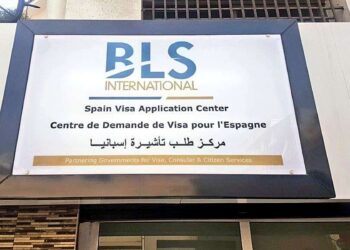 BLS
INTERNATIONAL
Spain Visa Application Center
Centre de Demande de Visa pour l'Espagne
مركز طلب تأشيرة إسبانيا
Partnering Governments for Visa, Consular & Citizen Services